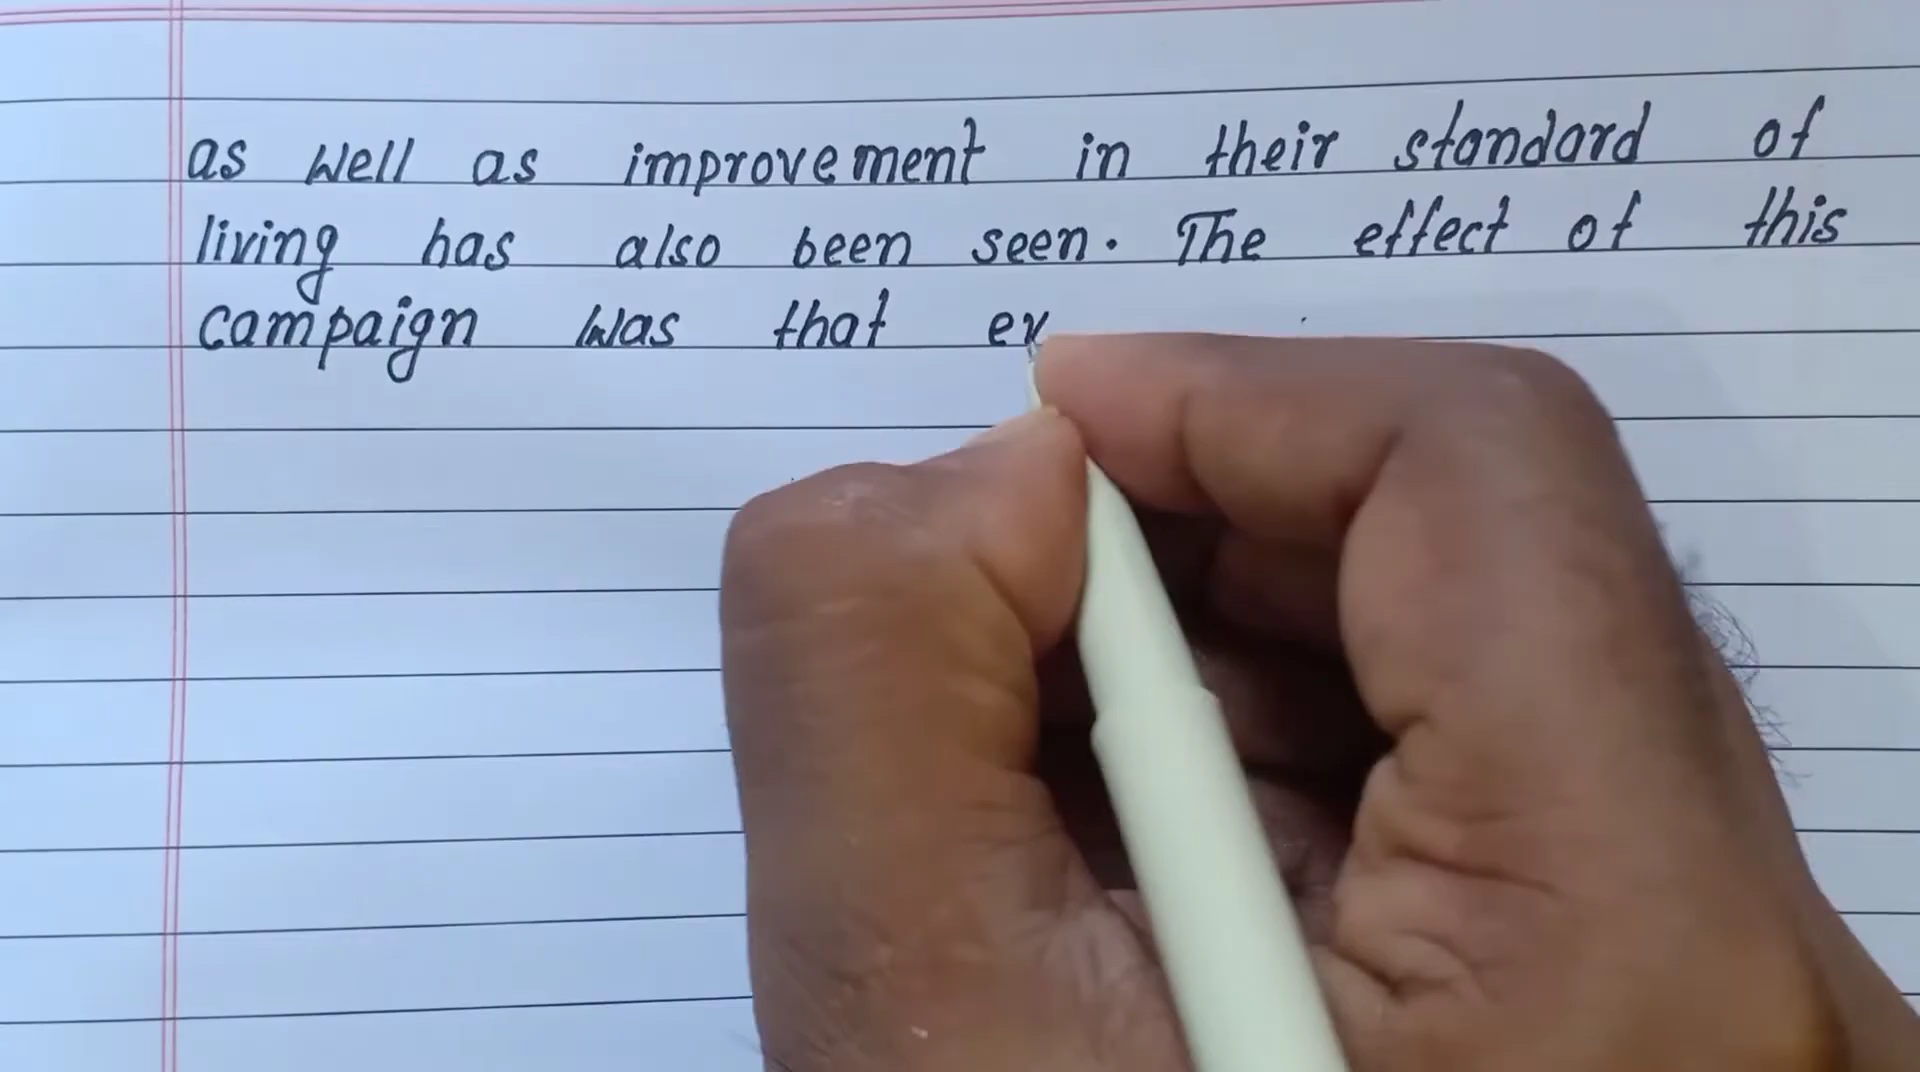 as well as improvement in their standard of
living has also been seen. The effect of this
campaign was that